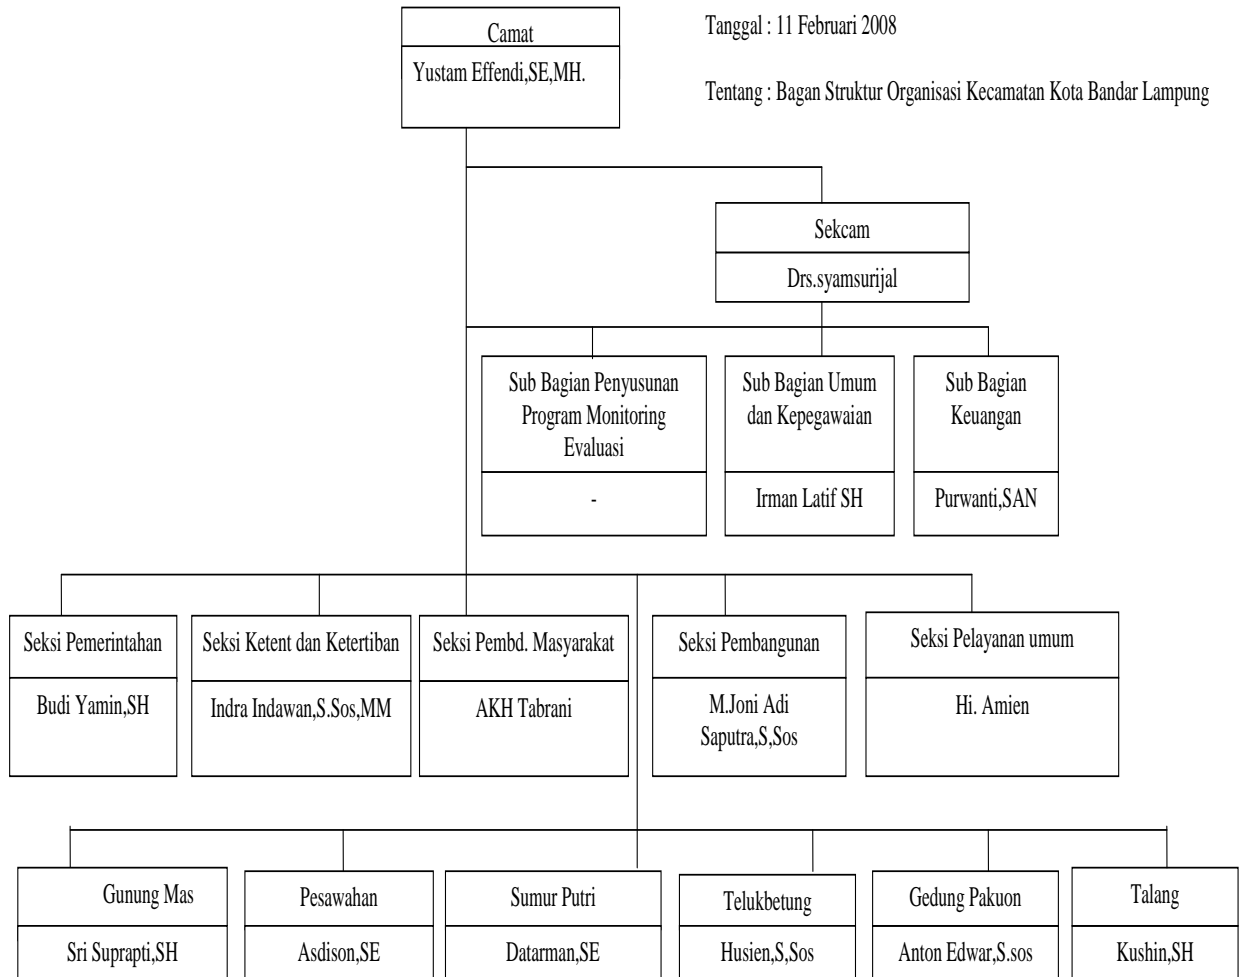 Camat
Yustam Effendi,SE,MH.
Tanggal : 11 Februari 2008
Tentang : Bagan Struktur Organisasi Kecamatan Kota Bandar Lampung
Sekcam
Drs.syamsurijal
Sub Bagian Penyusunan
Program Monitoring
Evaluasi
-
Sub Bagian Umum
dan Kepegawaian
Irman Latif SH
Sub Bagian
Keuangan
Purwanti,SAN
Seksi Pemerintahan
Budi Yamin,SH
Seksi Ketent dan Ketertiban
Indra Indawan,S.Sos,MM
Seksi Pembd. Masyarakat
AKH Tabrani
Seksi Pembangunan
M.Joni Adi
Saputra,S,Sos
Seksi Pelayanan umum
Hi. Amien
Gunung Mas
Sri Suprapti,SH
Pesawahan
Asdison,SE
Sumur Putri
Datarman,SE
Telukbetung
Husien,S,Sos
Gedung Pakuon
Anton Edwar,S.sos
Talang
Kushin,SH